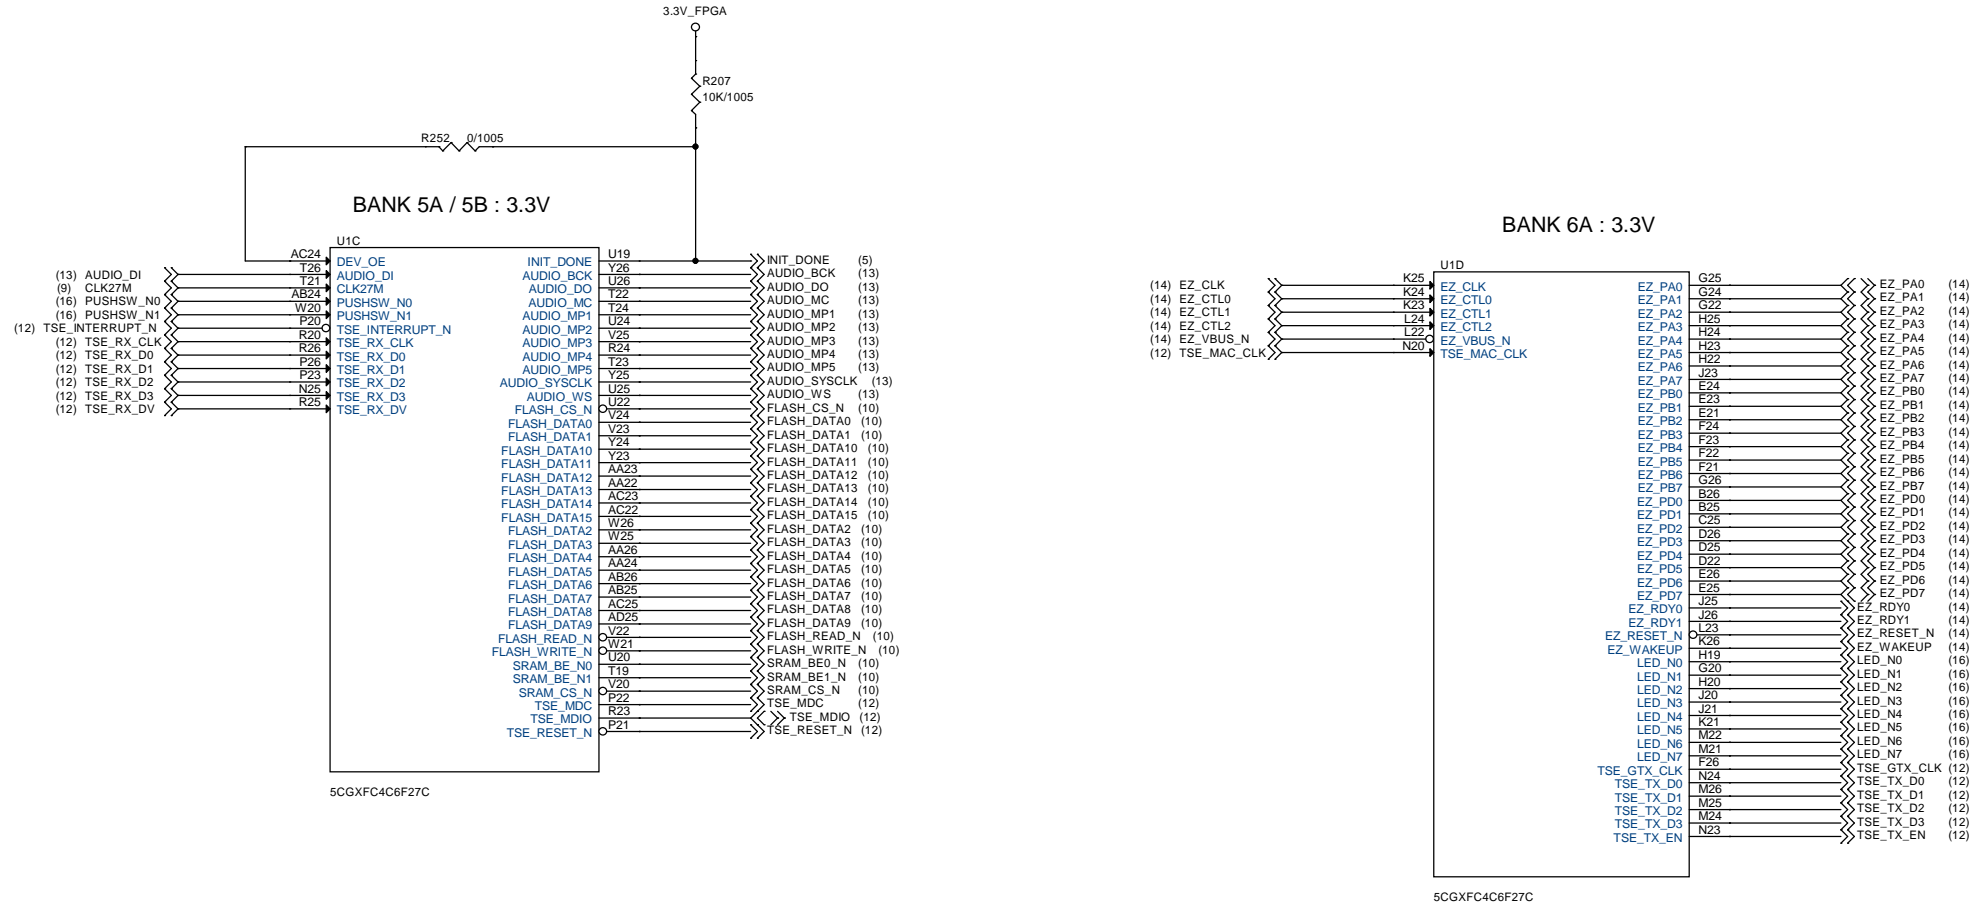 3.3V_FPGA
R207
10K/1005
R252 0/1005
BANK 5A / 5B : 3.3V
U1C
(13) AUDIO_DI
(9) CLK27M
(16) PUSHSW_N0
(16) PUSHSW_N1
(12) TSE_INTERRUPT_N
(12) TSE_RX_CLK
(12) TSE_RX_D0
(12) TSE_RX_D1
(12) TSE_RX_D2
(12) TSE_RX_D3
(12) TSE_RX_DV
AC24 DEV_OE
T26 AUDIO_DI
T21 CLK27M
AB24 PUSHSW_N0
W20 PUSHSW_N1
P20 TSE_INTERRUPT_N
R20 TSE_RX_CLK
R26 TSE_RX_D0
P26 TSE_RX_D1
P23 TSE_RX_D2
N25 TSE_RX_D3
R25 TSE_RX_DV
INIT_DONE U19 INIT_DONE (5)
AUDIO_BCK Y26 AUDIO_BCK (13)
AUDIO_DO U26 AUDIO_DO (13)
AUDIO_MC T22 AUDIO_MC (13)
AUDIO_MP1 T24 AUDIO_MP1 (13)
AUDIO_MP2 U24 AUDIO_MP2 (13)
AUDIO_MP3 V25 AUDIO_MP3 (13)
AUDIO_MP4 R24 AUDIO_MP4 (13)
AUDIO_MP5 T23 AUDIO_MP5 (13)
AUDIO_SYSCLK Y25 AUDIO_SYSCLK (13)
AUDIO_WS U25 AUDIO_WS (13)
FLASH_CS_N U22 FLASH_CS_N (10)
FLASH_DATA0 V24 FLASH_DATA0 (10)
FLASH_DATA1 V23 FLASH_DATA1 (10)
FLASH_DATA10 Y24 FLASH_DATA10 (10)
FLASH_DATA11 Y23 FLASH_DATA11 (10)
FLASH_DATA12 AA23 FLASH_DATA12 (10)
FLASH_DATA13 AA22 FLASH_DATA13 (10)
FLASH_DATA14 AC23 FLASH_DATA14 (10)
FLASH_DATA15 AC22 FLASH_DATA15 (10)
FLASH_DATA2 W26 FLASH_DATA2 (10)
FLASH_DATA3 W25 FLASH_DATA3 (10)
FLASH_DATA4 AA26 FLASH_DATA4 (10)
FLASH_DATA5 AA24 FLASH_DATA5 (10)
FLASH_DATA6 AB26 FLASH_DATA6 (10)
FLASH_DATA7 AB25 FLASH_DATA7 (10)
FLASH_DATA8 AC25 FLASH_DATA8 (10)
FLASH_DATA9 AD25 FLASH_DATA9 (10)
FLASH_READ_N V22 FLASH_READ_N (10)
FLASH_WRITE_N W21 FLASH_WRITE_N (10)
SRAM_BE_N0 U20 SRAM_BE0_N (10)
SRAM_BE_N1 T19 SRAM_BE1_N (10)
SRAM_CS_N V20 SRAM_CS_N (10)
TSE_MDC P22 TSE_MDC (12)
TSE_MDIO R23 TSE_MDIO (12)
TSE_RESET_N P21 TSE_RESET_N (12)
5CGXFC4C6F27C
BANK 6A : 3.3V
U1D
(14) EZ_CLK
(14) EZ_CTL0
(14) EZ_CTL1
(14) EZ_CTL2
(14) EZ_VBUS_N
(12) TSE_MAC_CLK
K25 EZ_CLK
K24 EZ_CTL0
K23 EZ_CTL1
L24 EZ_CTL2
L22 EZ_VBUS_N
N20 TSE_MAC_CLK
EZ_PA0 G25 EZ_PA0 (14)
EZ_PA1 G24 EZ_PA1 (14)
EZ_PA2 G22 EZ_PA2 (14)
EZ_PA3 H25 EZ_PA3 (14)
EZ_PA4 H24 EZ_PA4 (14)
EZ_PA5 H23 EZ_PA5 (14)
EZ_PA6 H22 EZ_PA6 (14)
EZ_PA7 J23 EZ_PA7 (14)
EZ_PB0 E24 EZ_PB0 (14)
EZ_PB1 E23 EZ_PB1 (14)
EZ_PB2 E21 EZ_PB2 (14)
EZ_PB3 F24 EZ_PB3 (14)
EZ_PB4 F23 EZ_PB4 (14)
EZ_PB5 F22 EZ_PB5 (14)
EZ_PB6 F21 EZ_PB6 (14)
EZ_PB7 G26 EZ_PB7 (14)
EZ_PD0 B26 EZ_PD0 (14)
EZ_PD1 B25 EZ_PD1 (14)
EZ_PD2 C25 EZ_PD2 (14)
EZ_PD3 D26 EZ_PD3 (14)
EZ_PD4 D25 EZ_PD4 (14)
EZ_PD5 D22 EZ_PD5 (14)
EZ_PD6 E26 EZ_PD6 (14)
EZ_PD7 E25 EZ_PD7 (14)
EZ_RDY0 J25 EZ_RDY0 (14)
EZ_RDY1 J26 EZ_RDY1 (14)
EZ_RESET_N L23 EZ_RESET_N (14)
EZ_WAKEUP K26 EZ_WAKEUP (14)
LED_N0 H19 LED_N0 (16)
LED_N1 G20 LED_N1 (16)
LED_N2 H20 LED_N2 (16)
LED_N3 J20 LED_N3 (16)
LED_N4 J21 LED_N4 (16)
LED_N5 K21 LED_N5 (16)
LED_N6 M22 LED_N6 (16)
LED_N7 M21 LED_N7 (16)
TSE_GTX_CLK F26 TSE_GTX_CLK (12)
TSE_TX_D0 N24 TSE_TX_D0 (12)
TSE_TX_D1 M26 TSE_TX_D1 (12)
TSE_TX_D2 M25 TSE_TX_D2 (12)
TSE_TX_D3 M24 TSE_TX_D3 (12)
TSE_TX_EN N23 TSE_TX_EN (12)
5CGXFC4C6F27C